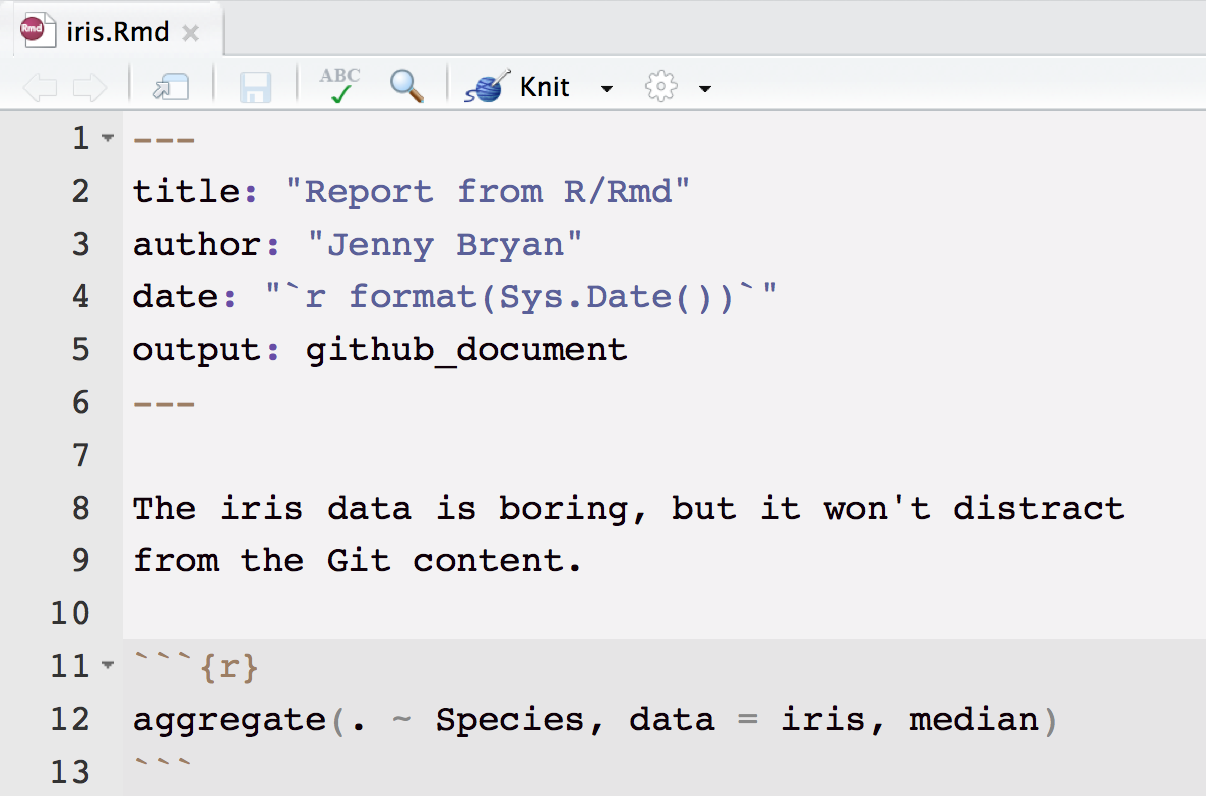 Rmd iris.Rmd
ABC Knit
1 ---
2 title: "Report from R/Rmd"
3 author: "Jenny Bryan"
4 date: "`r format(Sys.Date())`"
5 output: github_document
6 ---
7
8 The iris data is boring, but it won't distract
9 from the Git content.
10
11 ```{r}
12 aggregate(. ~ Species, data = iris, median)
13 ```